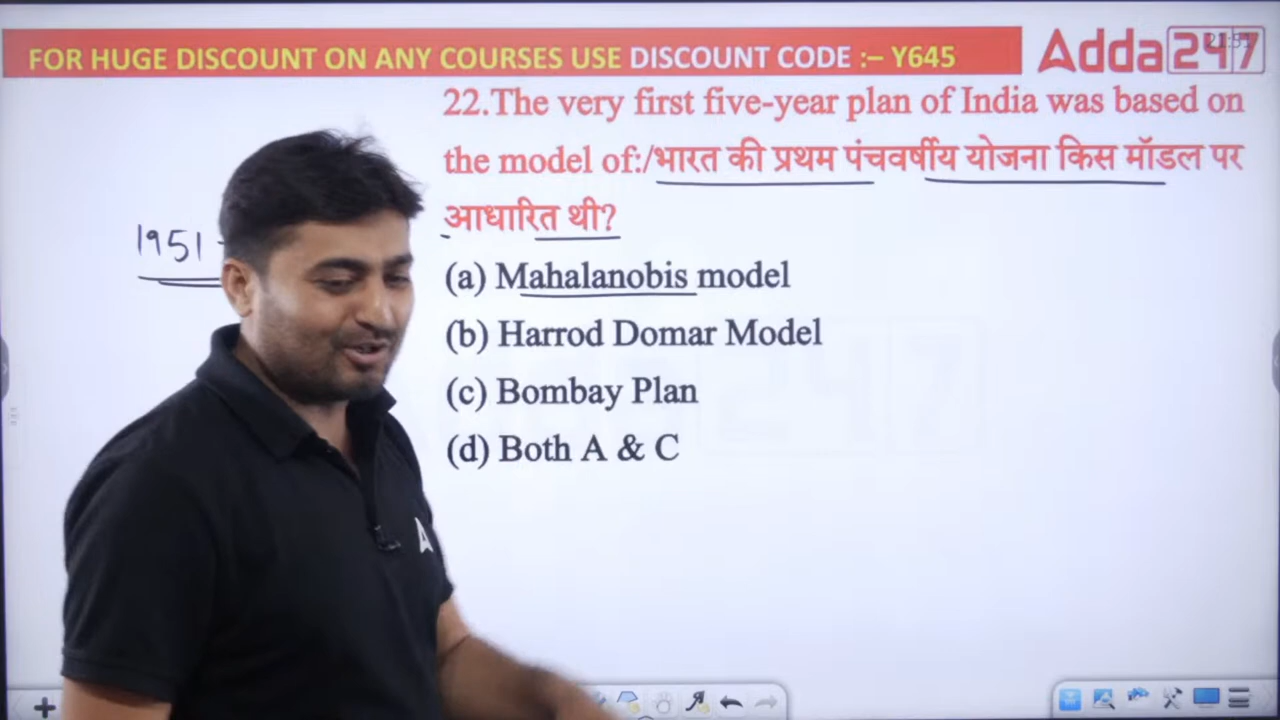 FOR HUGE DISCOUNT ON ANY COURSES USE DISCOUNT CODE :– Y645
Adda247
22.The very first five-year plan of India was based on
the model of:/भारत की प्रथम पंचवर्षीय योजना किस मॉडल पर
आधारित थी?
1951
(a) Mahalanobis model
(b) Harrod Domar Model
(c) Bombay Plan
(d) Both A & C